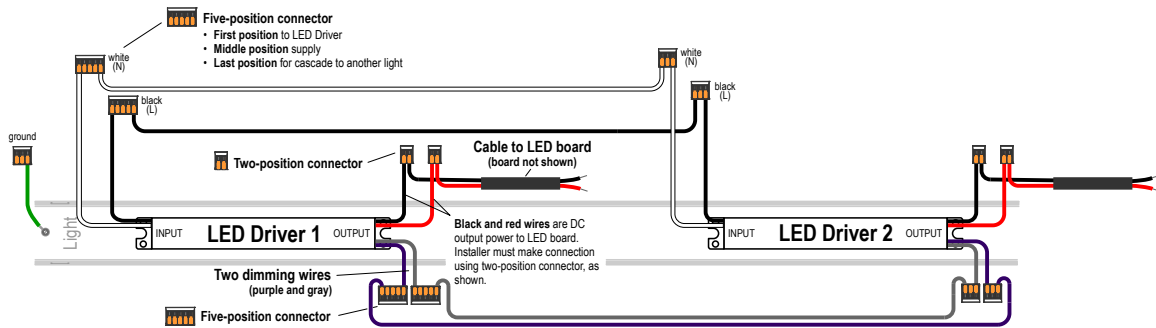 Five-position connector
• First position to LED Driver
• Middle position supply
• Last position for cascade to another light
white
(N)
white
(N)
black
(L)
black
(L)
ground
Two-position connector
Cable to LED board
(board not shown)
Light
INPUT
LED Driver 1
OUTPUT
Black and red wires are DC
output power to LED board.
Installer must make connection
using two-position connector, as
shown.
INPUT
LED Driver 2
OUTPUT
Two dimming wires
(purple and gray)
Five-position connector